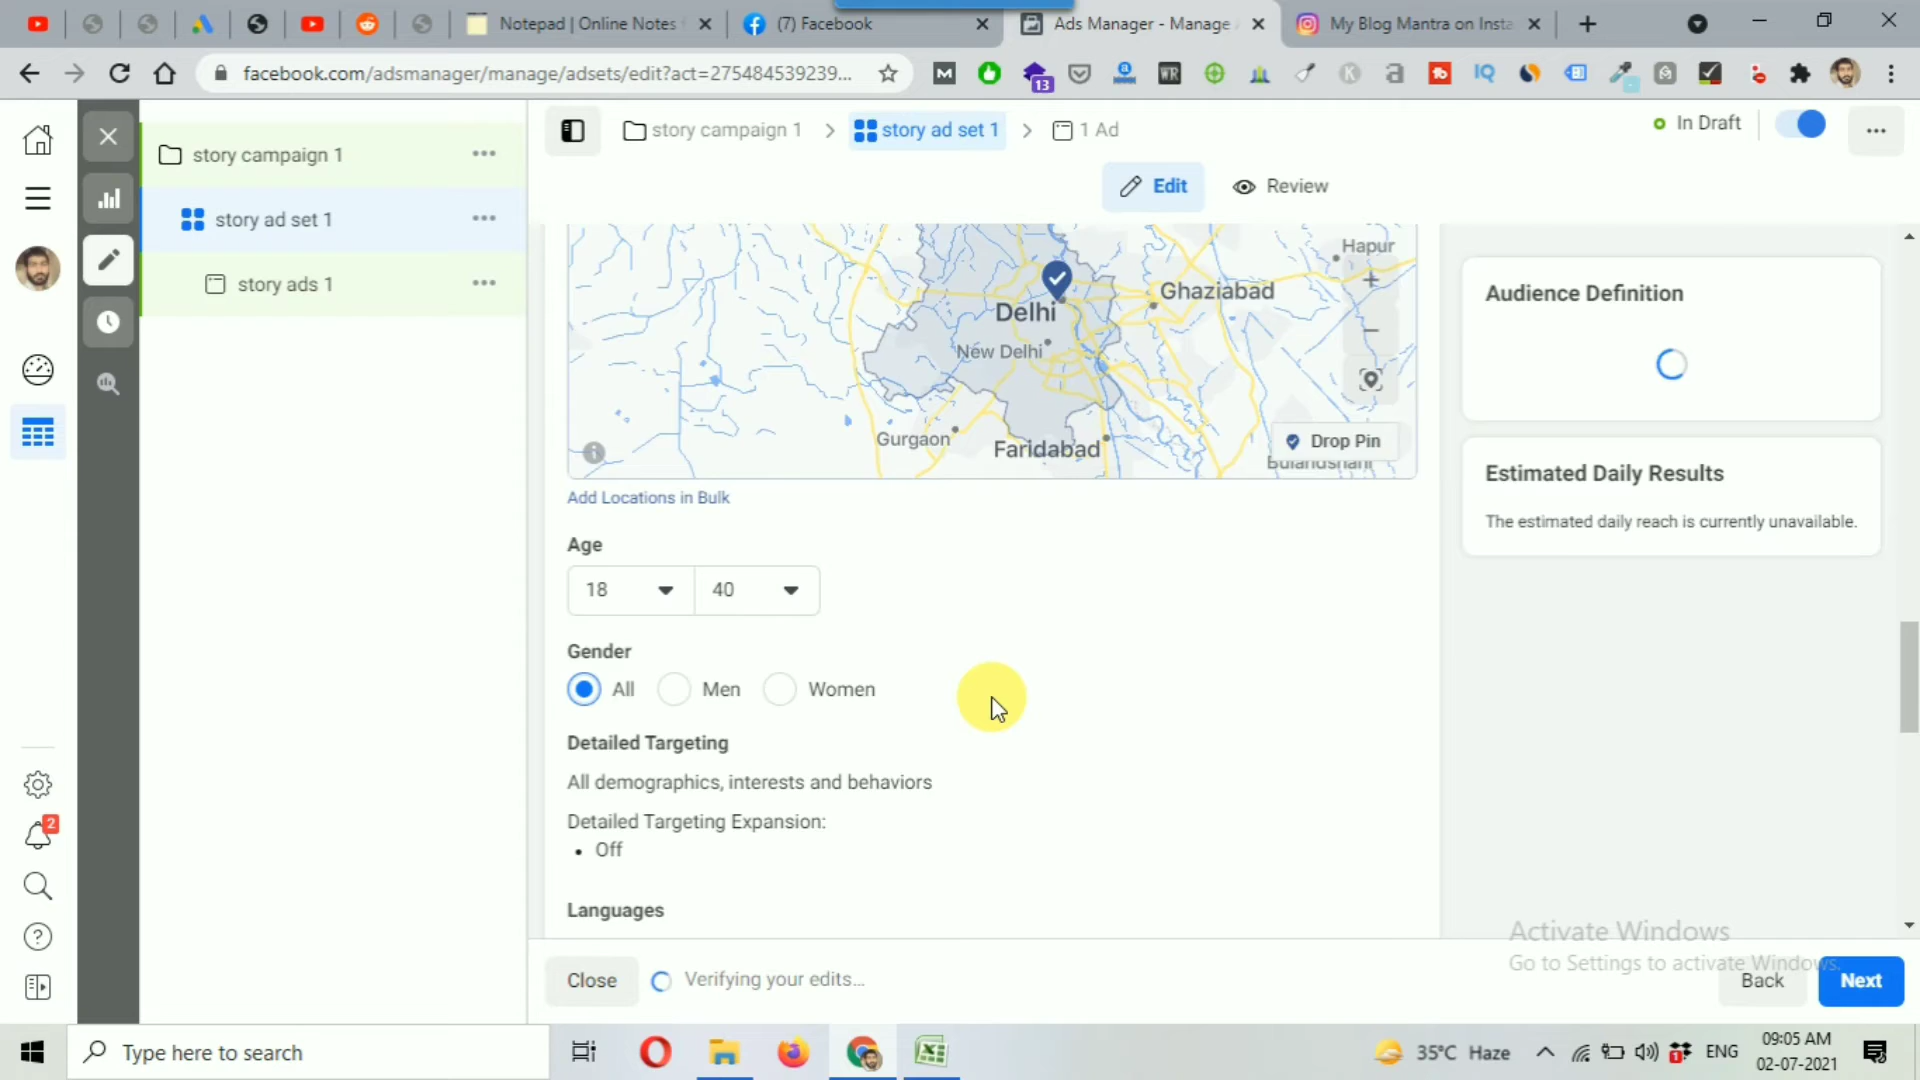 Notepad | Online Notes
(7) Facebook
Ads Manager - Manage
My Blog Mantra on Insta
facebook.com/adsmanager/manage/adsets/edit?act=275484539239...
13
story campaign 1
story ad set 1
story ads 1
story campaign 1
story ad set 1
1 Ad
In Draft
Edit
Review
Hapur
Ghaziabad
Delhi
New Delhi
Gurgaon
Faridabad
Drop Pin
Bulandshahr
Add Locations in Bulk
Age
18
40
Gender
All
Men
Women
Detailed Targeting
All demographics, interests and behaviors
Detailed Targeting Expansion:
• Off
Languages
Audience Definition
Estimated Daily Results
The estimated daily reach is currently unavailable.
2
Activate Windows
Go to Settings to activate Windows.
Close
Verifying your edits...
Back
Next
Type here to search
35°C Haze
ENG
09:05 AM
02-07-2021